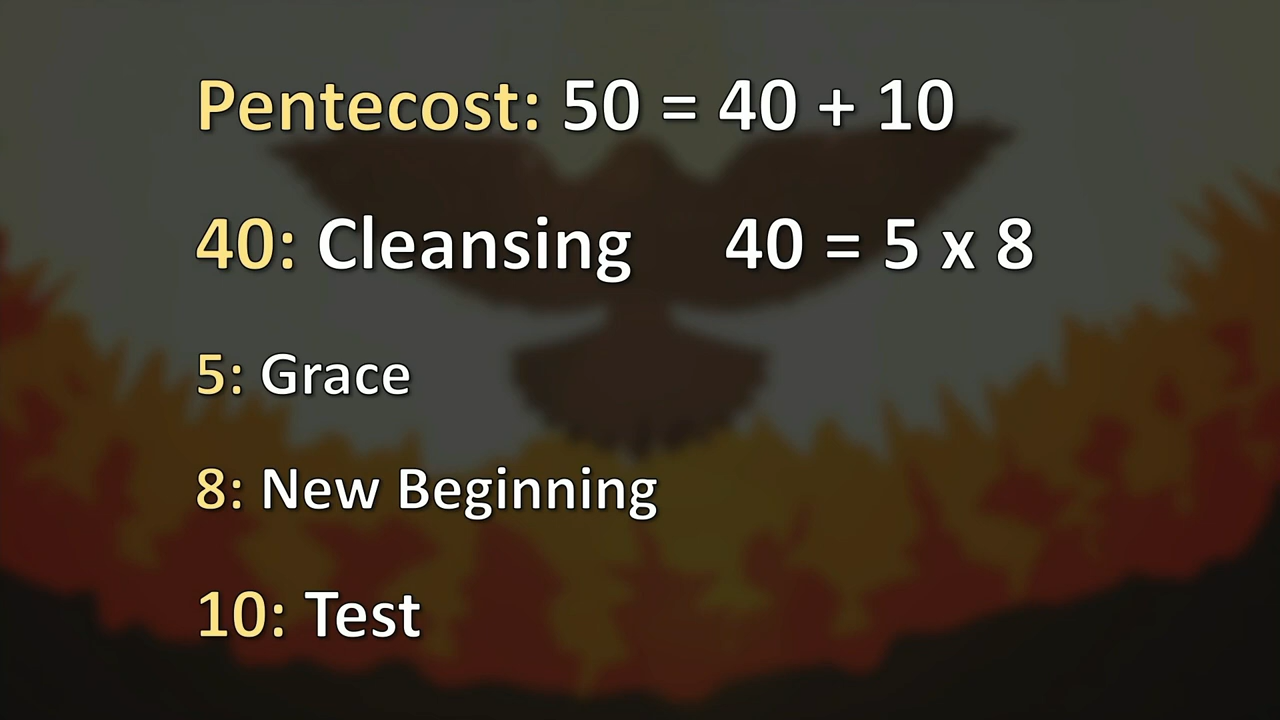 Pentecost: 50 = 40 + 10
40: Cleansing 40 = 5 x 8
5: Grace
8: New Beginning
10: Test